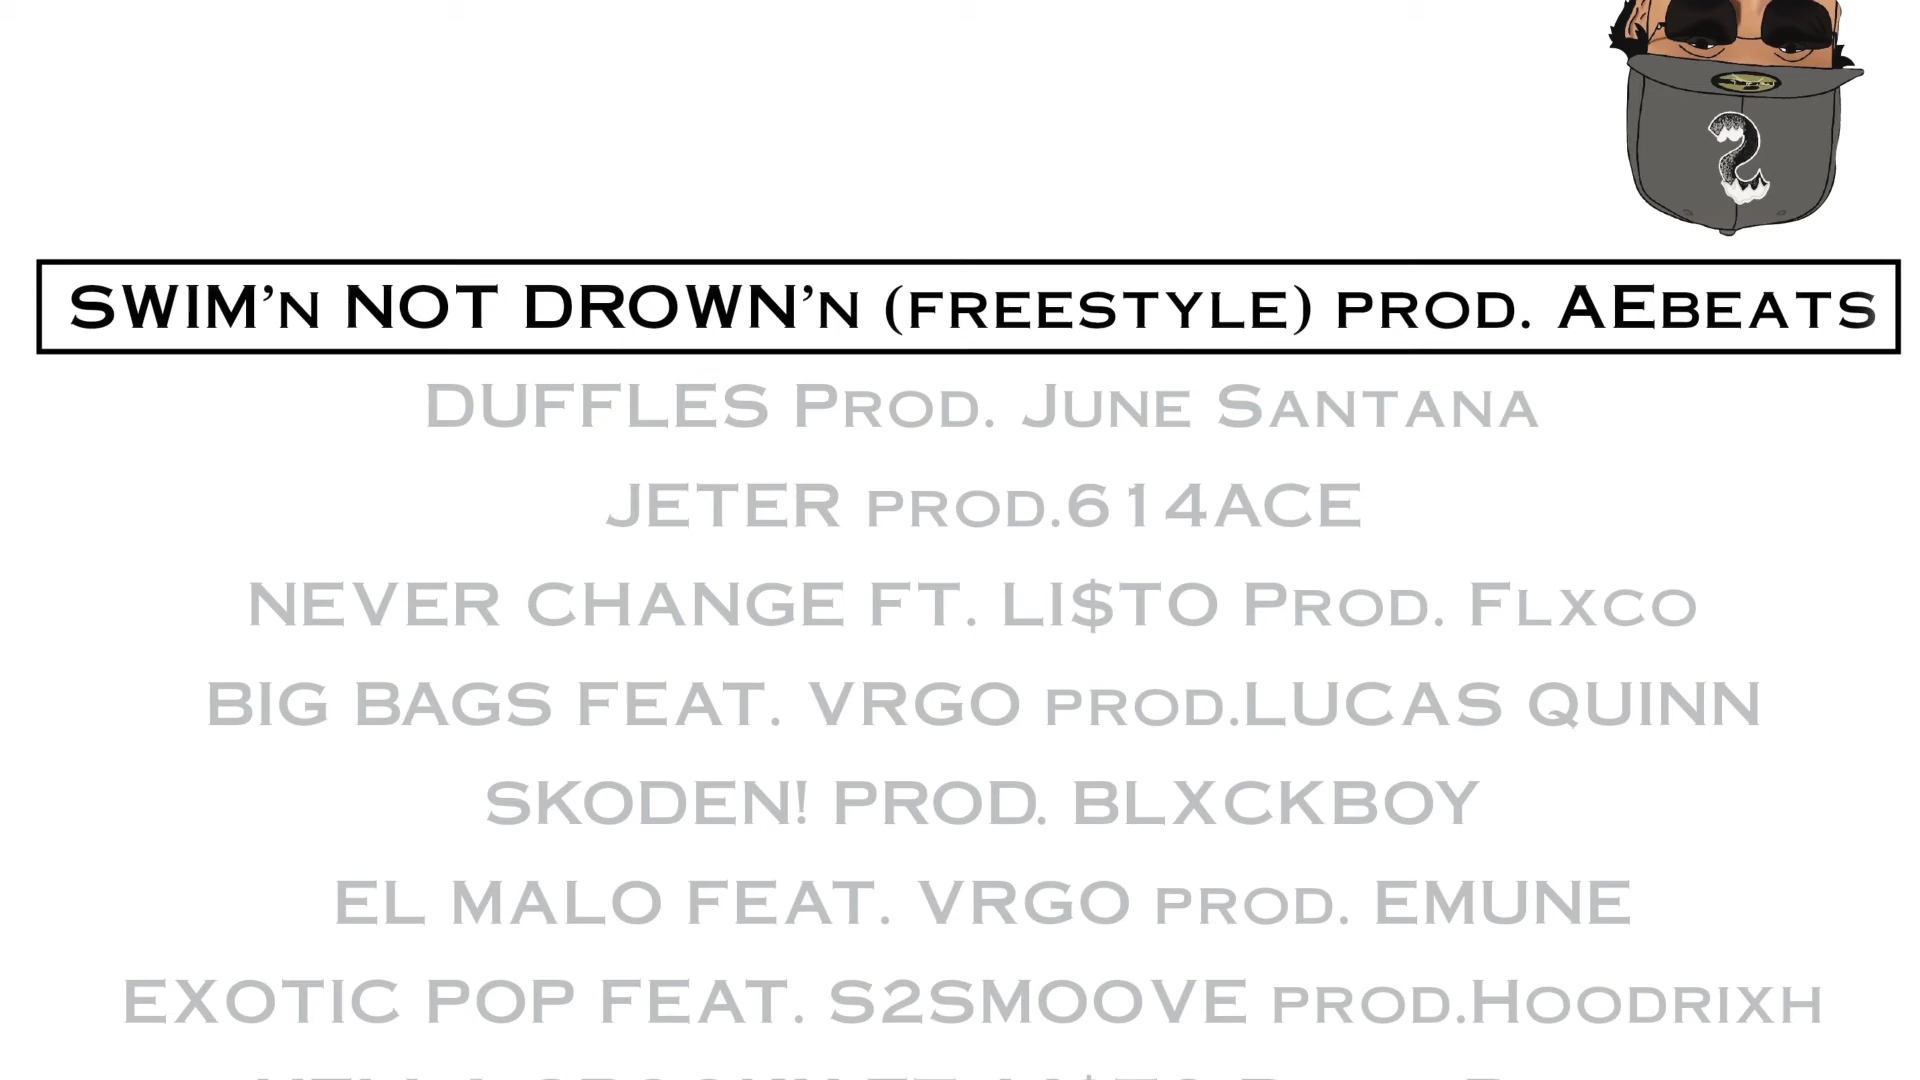 SWIM’N NOT DROWN’N (FREESTYLE) PROD. AEBEATS
DUFFLES PROD. JUNE SANTANA
JETER PROD.614ACE
NEVER CHANGE FT. LI$TO PROD. FLXCO
BIG BAGS FEAT. VRGO PROD.LUCAS QUINN
SKODEN! PROD. BLXCKBOY
EL MALO FEAT. VRGO PROD. EMUNE
EXOTIC POP FEAT. S2SMOOVE PROD.HOODRIXH